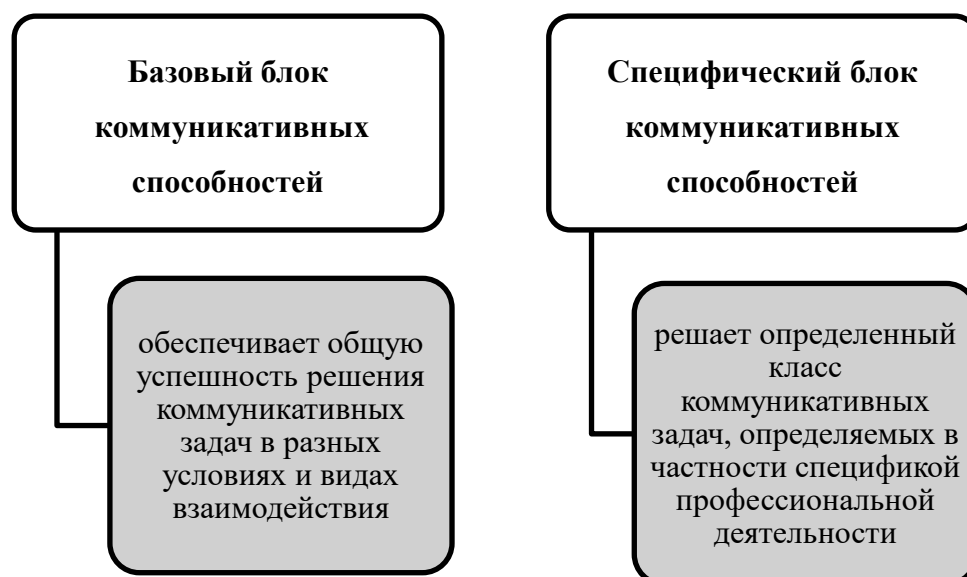 Базовый блок
коммуникативных
способностей
обеспечивает общую
успешность решения
коммуникативных
задач в разных
условиях и видах
взаимодействия
Специфический блок
коммуникативных
способностей
решает определенный
класс
коммуникативных
задач, определяемых в
частности спецификой
профессиональной
деятельности